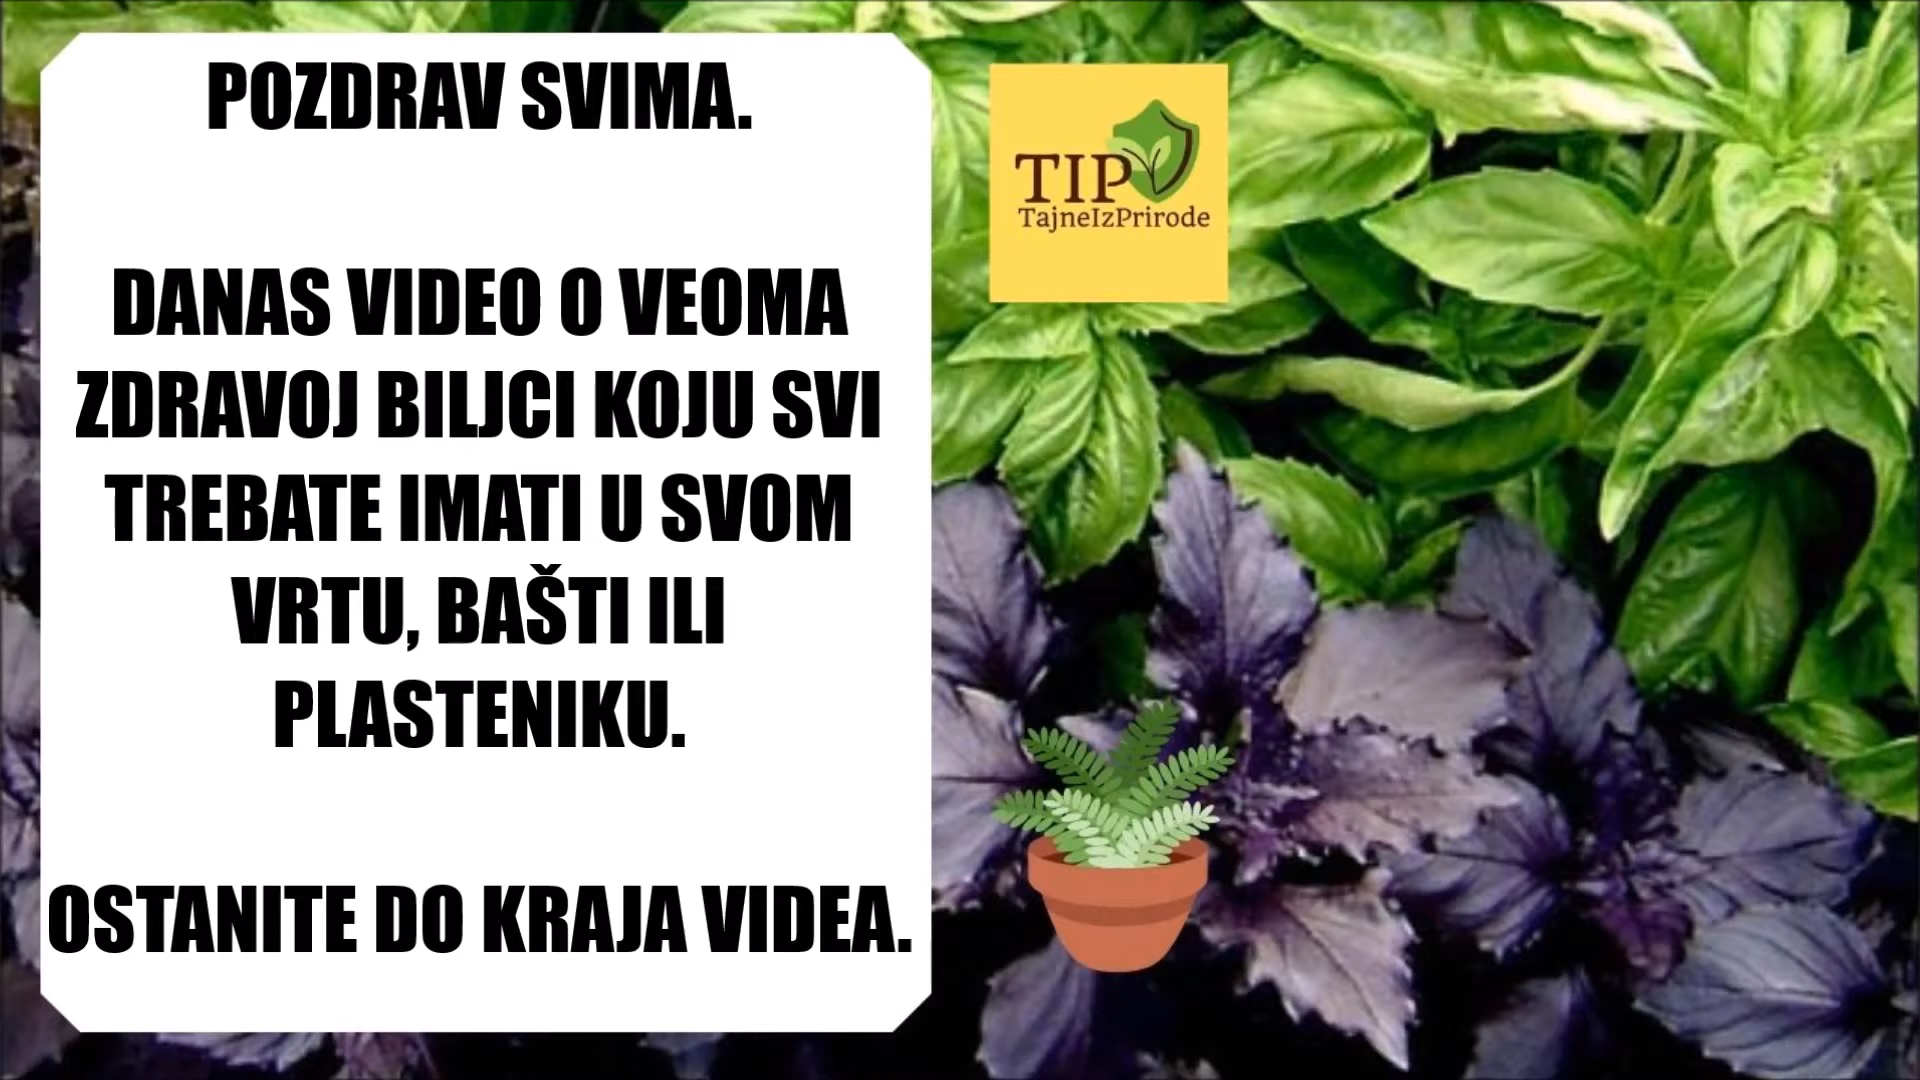 POZDRAV SVIMA.
DANAS VIDEO O VEOMA
ZDRAVOJ BILJCI KOJU SVI
TREBATE IMATI U SVOM
VRTU, BAŠTI ILI
PLASTENIKU.
OSTANITE DO KRAJA VIDEA.
TIP
TajneIzPrirode